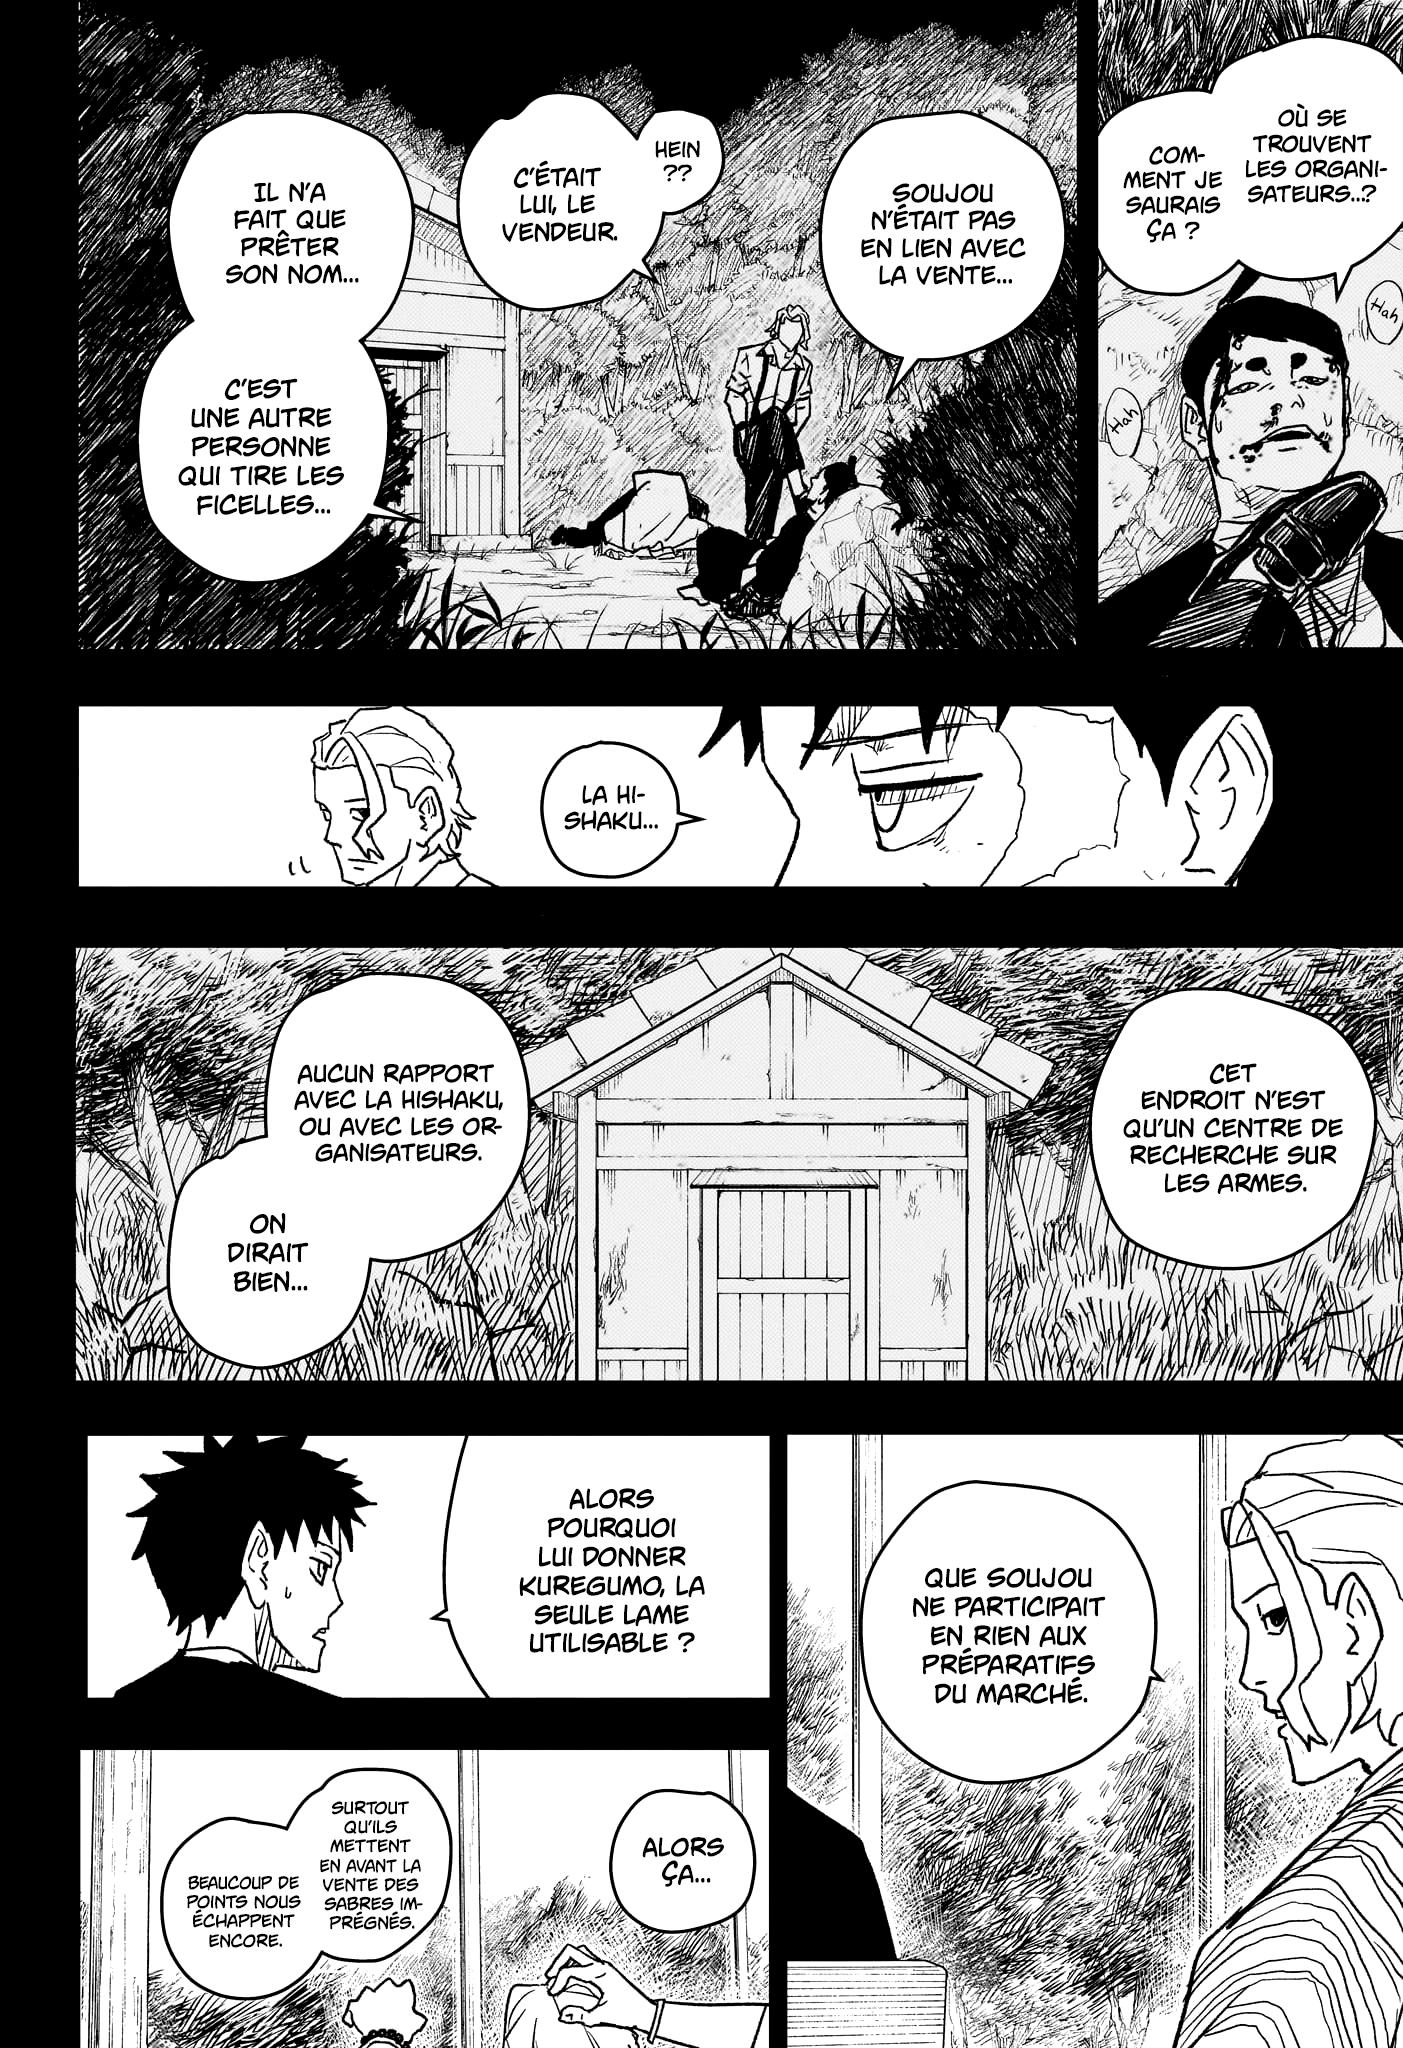 OÙ SE
TROUVENT
LES ORGANI-
SATEURS...?
COM-
MENT JE
SAURAIS
ÇA ?
Hah
Hah
SOUJOU
N'ÉTAIT PAS
EN LIEN AVEC
LA VENTE...
HEIN
??
C'ÉTAIT
LUI, LE
VENDEUR.
IL N'A
FAIT QUE
PRÊTER
SON NOM...
C'EST
UNE AUTRE
PERSONNE
QUI TIRE LES
FICELLES...
LA HI-
SHAKU...
CET
ENDROIT N'EST
QU'UN CENTRE DE
RECHERCHE SUR
LES ARMES.
AUCUN RAPPORT
AVEC LA HISHAKU,
OU AVEC LES OR-
GANISATEURS.
ON
DIRAIT
BIEN...
QUE SOUJOU
NE PARTICIPAIT
EN RIEN AUX
PRÉPARATIFS
DU MARCHÉ.
ALORS
POURQUOI
LUI DONNER
KUREGUMO, LA
SEULE LAME
UTILISABLE ?
ALORS
ÇA...
SURTOUT
QU'ILS
METTENT
EN AVANT LA
VENTE DES
SABRES IM-
PRÉGNÉS.
BEAUCOUP DE
POINTS NOUS
ÉCHAPPENT
ENCORE.